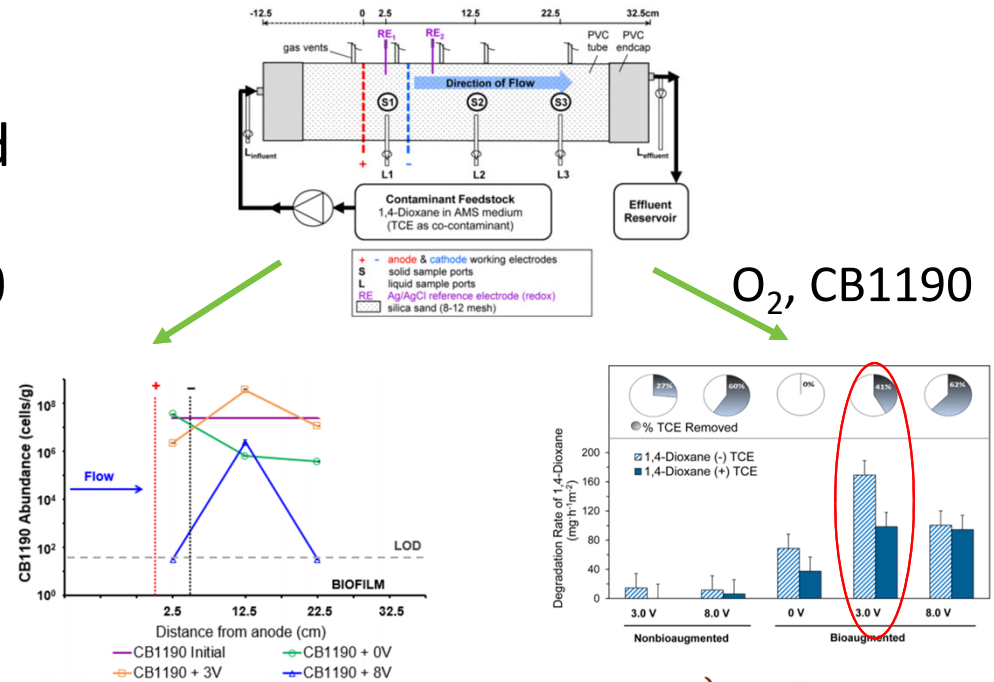 -12.5 0 2.5 12.5 22.5 32.5cm
RE1 RE2
gas vents
PVC tube
PVC endcap
Direction of Flow
S1 S2 S3
Linfluent
Leffluent
+ -
L1 L2 L3
Contaminant Feedstock
1,4-Dioxane in AMS medium
(TCE as co-contaminant)
Effluent
Reservoir
+ - anode & cathode working electrodes
S solid sample ports
L liquid sample ports
RE Ag/AgCl reference electrode (redox)
silica sand (8-12 mesh)
d
)
O2, CB1190
CB1190 Abundance (cells/g)
10^8
10^6
10^4
10^2
10^0
+ –
Flow
LOD
BIOFILM
2.5 12.5 22.5 32.5
Distance from anode (cm)
CB1190 Initial CB1190 + 0V
CB1190 + 3V CB1190 + 8V
27% 60% 0% 41% 62%
% TCE Removed
Degradation Rate of 1,4-Dioxane
(mg·h⁻¹m⁻²)
200
160
120
80
40
0
1,4-Dioxane (-) TCE
1,4-Dioxane (+) TCE
3.0 V 8.0 V 0 V 3.0 V 8.0 V
Nonbioaugmented Bioaugmented